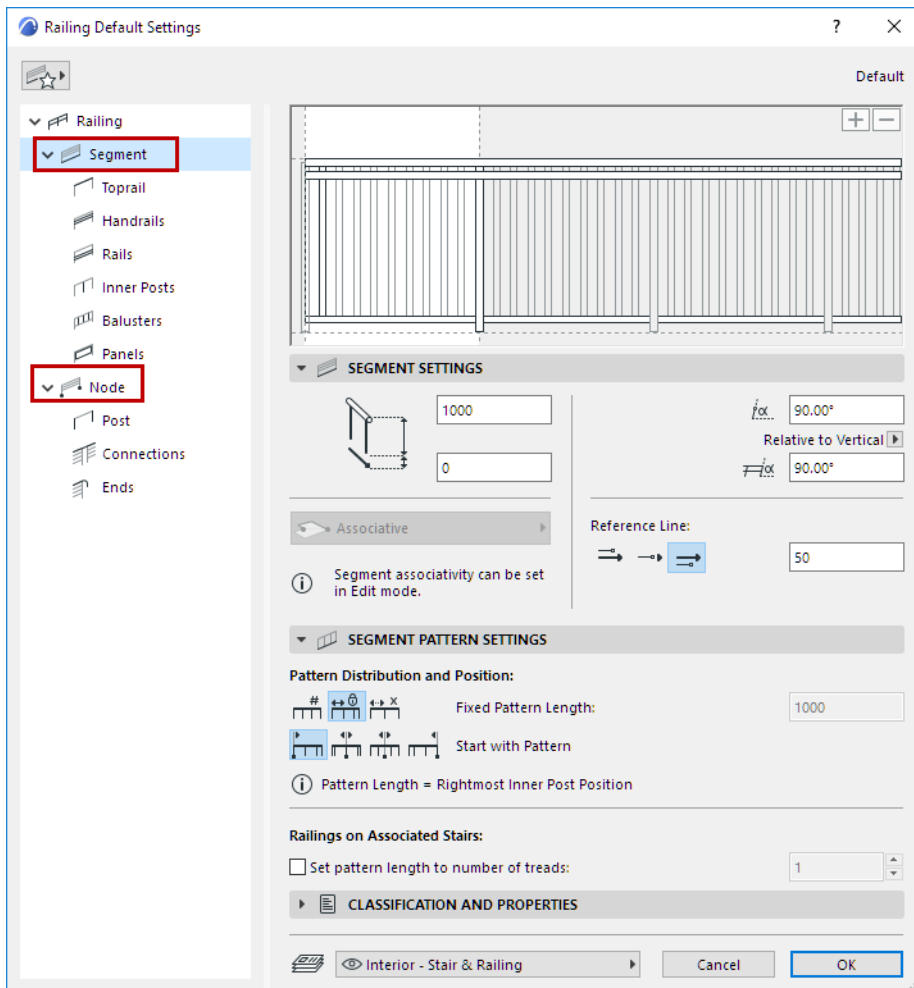 Railing Default Settings
?
Default
Railing
Segment
Toprail
Handrails
Rails
Inner Posts
Balusters
Panels
Node
Post
Connections
Ends
SEGMENT SETTINGS
1000
0
α 90.00°
Relative to Vertical
α 90.00°
Associative
Segment associativity can be set
in Edit mode.
Reference Line:
50
SEGMENT PATTERN SETTINGS
Pattern Distribution and Position:
# x Fixed Pattern Length: 1000
Start with Pattern
Pattern Length = Rightmost Inner Post Position
Railings on Associated Stairs:
Set pattern length to number of treads: 1
CLASSIFICATION AND PROPERTIES
Interior - Stair & Railing
Cancel
OK